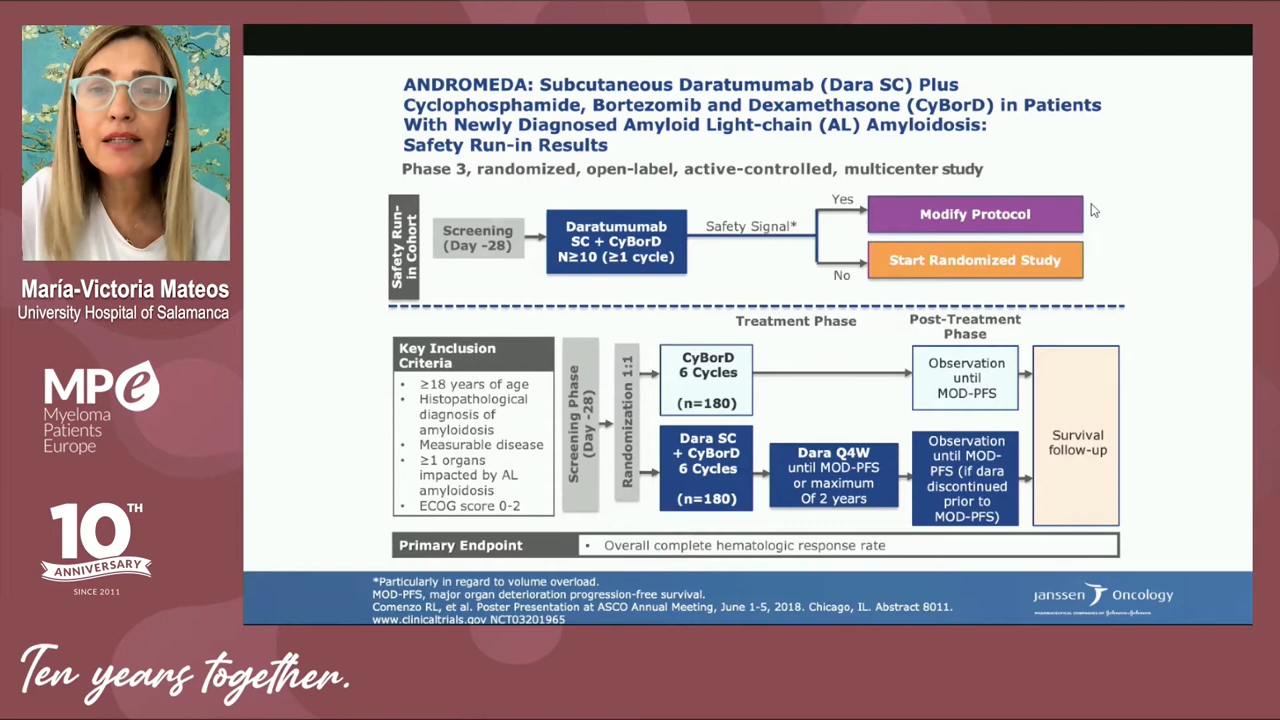 María-Victoria Mateos
University Hospital of Salamanca
MPe
Myeloma
Patients
Europe
10TH
ANNIVERSARY
SINCE 2011
Ten years together.
ANDROMEDA: Subcutaneous Daratumumab (Dara SC) Plus
Cyclophosphamide, Bortezomib and Dexamethasone (CyBorD) in Patients
With Newly Diagnosed Amyloid Light-chain (AL) Amyloidosis:
Safety Run-in Results
Phase 3, randomized, open-label, active-controlled, multicenter study
Safety Run-
in Cohort
Screening
(Day -28)
Daratumumab
SC + CyBorD
N≥10 (≥1 cycle)
Safety Signal*
Yes
Modify Protocol
No
Start Randomized Study
Treatment Phase
Post-Treatment
Phase
Key Inclusion
Criteria
• ≥18 years of age
• Histopathological
diagnosis of
amyloidosis
• Measurable disease
• ≥1 organs
impacted by AL
amyloidosis
• ECOG score 0-2
Screening Phase
(Day -28)
Randomization 1:1
CyBorD
6 Cycles
(n=180)
Observation
until
MOD-PFS
Dara SC
+ CyBorD
6 Cycles
(n=180)
Dara Q4W
until MOD-PFS
or maximum
Of 2 years
Observation
until MOD-
PFS (if dara
discontinued
prior to
MOD-PFS)
Survival
follow-up
Primary Endpoint
• Overall complete hematologic response rate
*Particularly in regard to volume overload.
MOD-PFS, major organ deterioration progression-free survival.
Comenzo RL, et al. Poster Presentation at ASCO Annual Meeting, June 1-5, 2018. Chicago, IL. Abstract 8011.
www.clinicaltrials.gov NCT03201965
janssen Oncology
PHARMACEUTICAL COMPANIES OF Johnson&Johnson